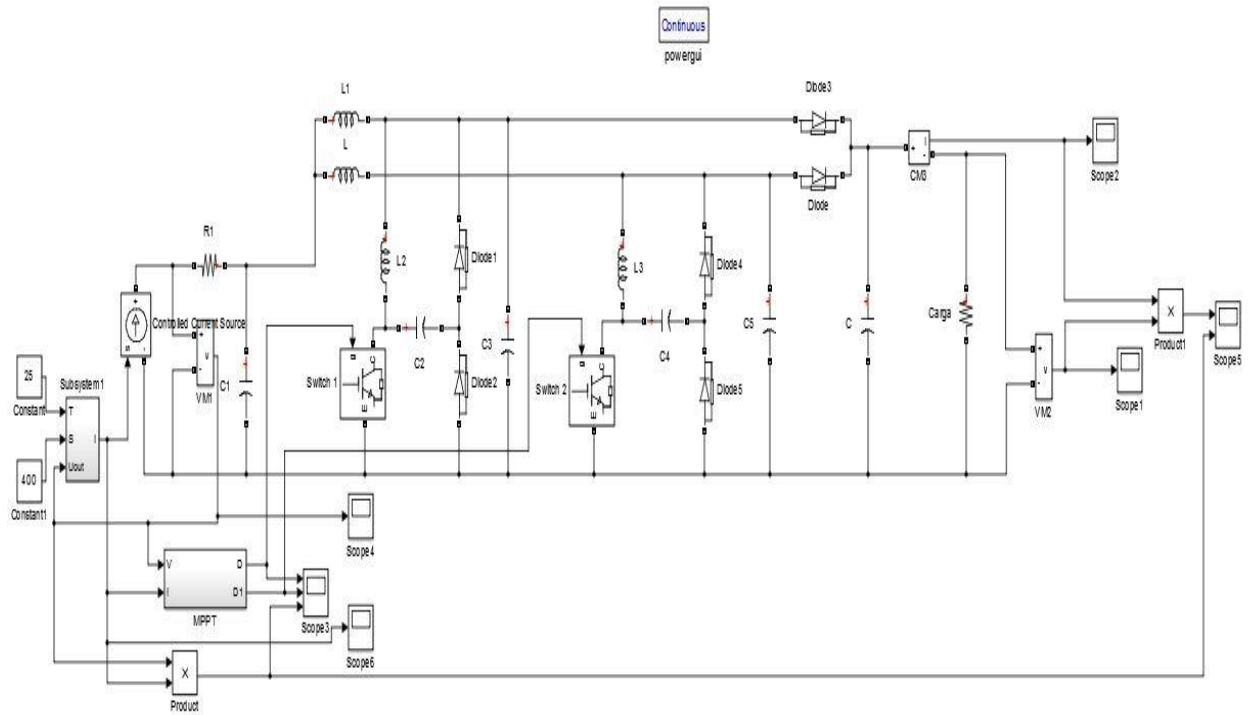 Continuous
powergui
L1
Diode3
L
CM3
Scope2
Diode
R1
L2
Diode1
L3
Diode4
Controlled Current Source
Carga
C5
C
C3
Product1
Scope5
25
Constant
Subsystem1
T
S
I
Uout
VM1
C1
Switch 1
C2
Diode2
Switch 2
C4
Diode5
VM2
Scope1
400
Constant1
Scope4
V
D
I
D1
MPPT
Scope3
Scope6
Product